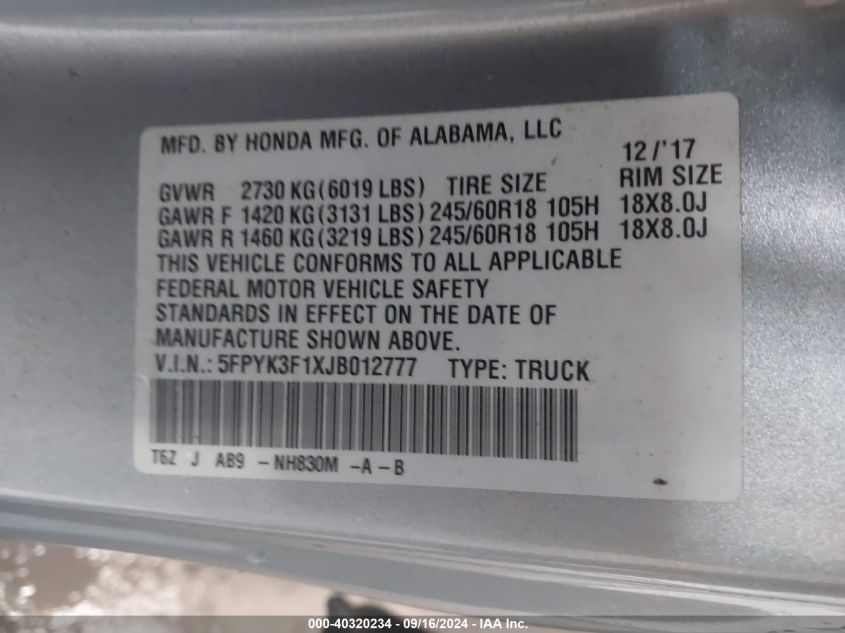 MFD. BY HONDA MFG. OF ALABAMA, LLC
12/'17
GVWR 2730 KG(6019 LBS) TIRE SIZE RIM SIZE
GAWR F 1420 KG(3131 LBS) 245/60R18 105H 18X8.0J
GAWR R 1460 KG(3219 LBS) 245/60R18 105H 18X8.0J
THIS VEHICLE CONFORMS TO ALL APPLICABLE
FEDERAL MOTOR VEHICLE SAFETY
STANDARDS IN EFFECT ON THE DATE OF
MANUFACTURE SHOWN ABOVE.
V.I.N.: 5FPYK3F1XJB012777 TYPE: TRUCK
T6Z J AB9 -NH830M -A-B
000-40320234 - 09/16/2024 - IAA Inc.